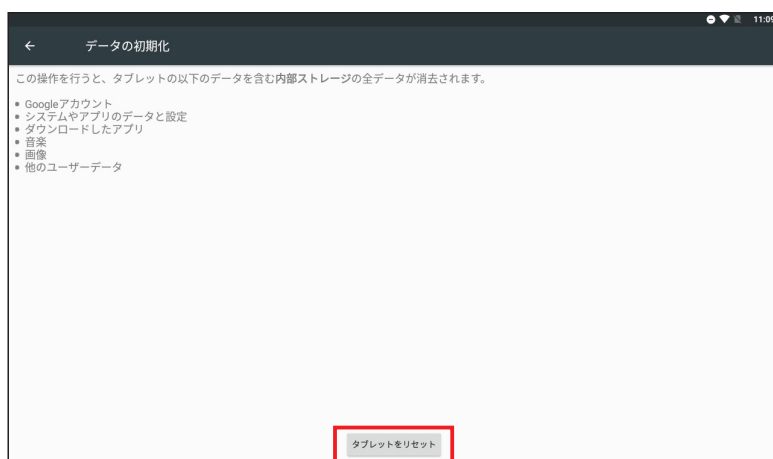 11:09
データの初期化
この操作を行うと、タブレットの以下のデータを含む内部ストレージの全データが消去されます。
• Googleアカウント
• システムやアプリのデータと設定
• ダウンロードしたアプリ
• 音楽
• 画像
• 他のユーザーデータ
タブレットをリセット